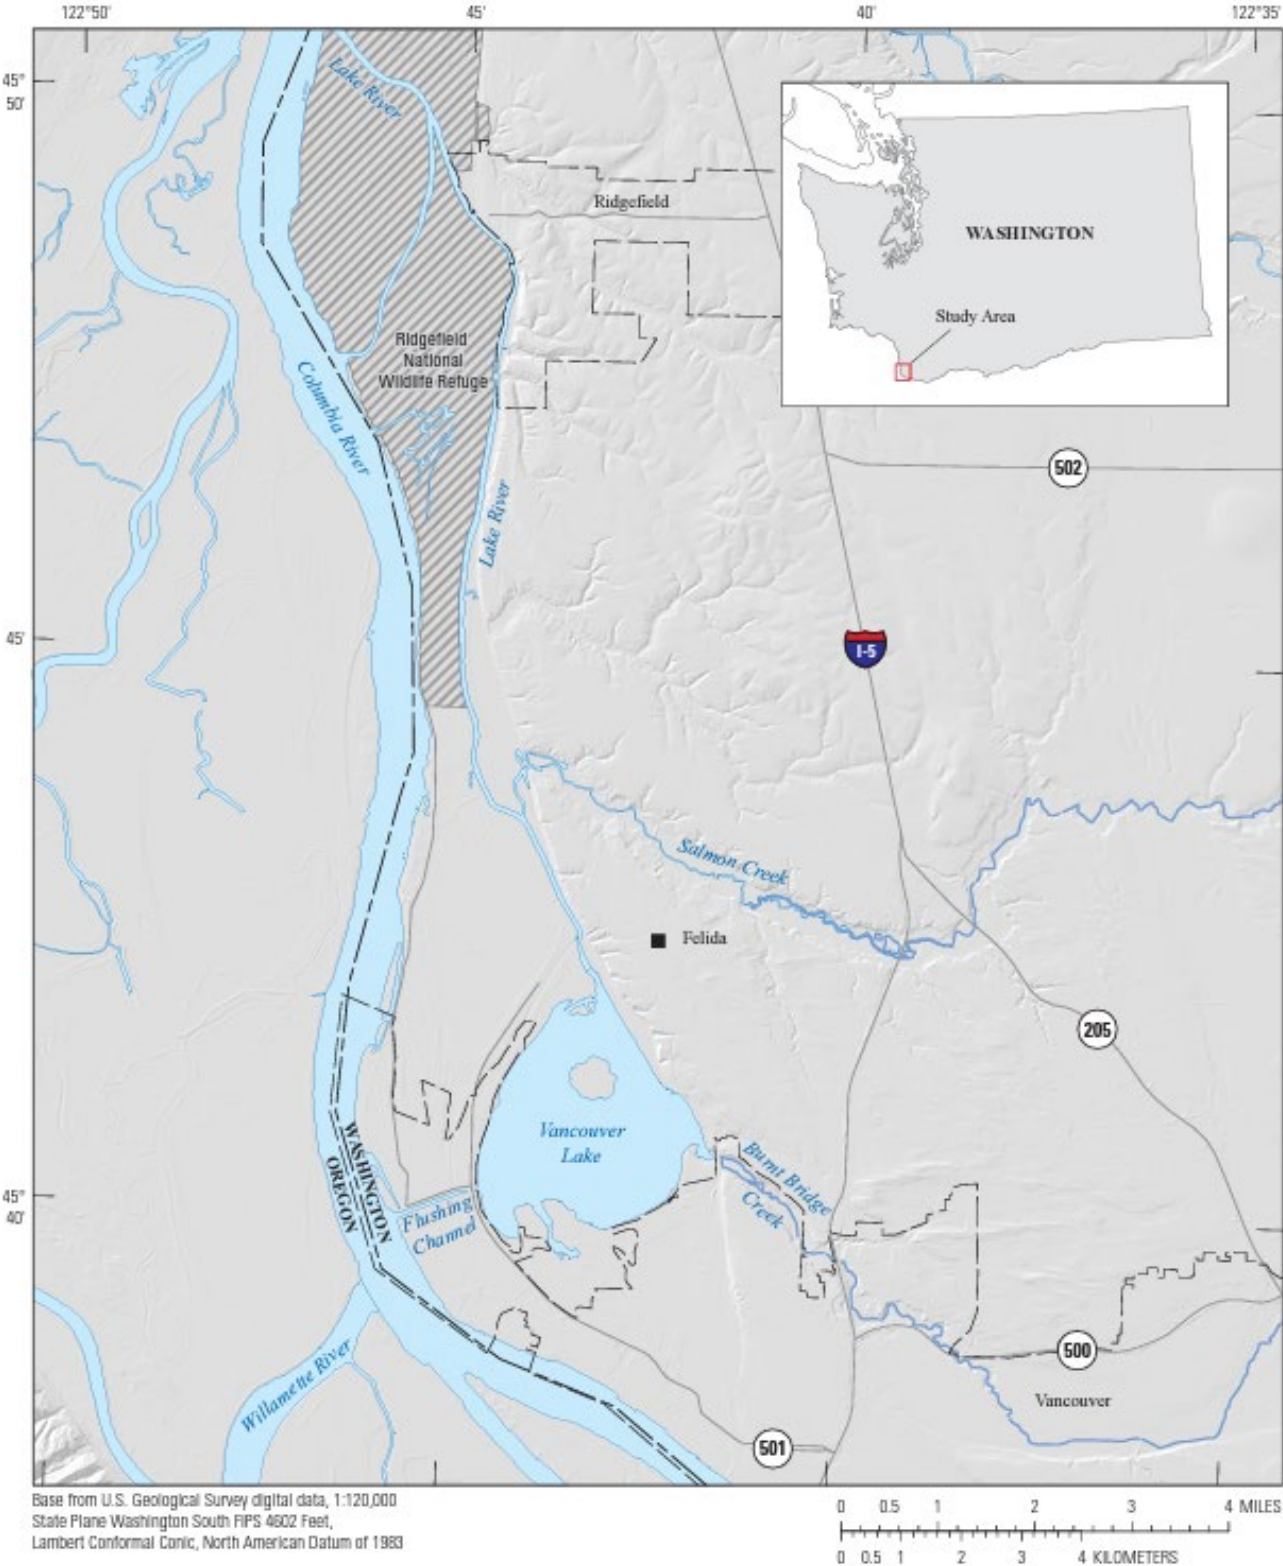 122°50'
45'
40'
122°35'
45°
50'
Lake River
Ridgefield
WASHINGTON
Study Area
Ridgefield
National
Wildlife Refuge
Columbia River
502
Lake River
45'
I-5
Salmon Creek
Felida
205
Vancouver
Lake
WASHINGTON
OREGON
Burnt Bridge
Creek
45°
40'
Flushing
Channel
500
Willamette River
Vancouver
501
Base from U.S. Geological Survey digital data, 1:120,000
State Plane Washington South FIPS 4602 Feet,
Lambert Conformal Conic, North American Datum of 1983
0 0.5 1 2 3 4 MILES
0 0.5 1 2 3 4 KILOMETERS